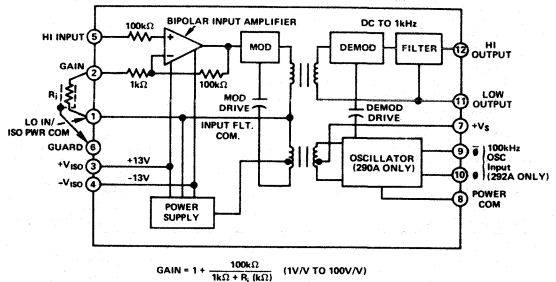 BIPOLAR INPUT AMPLIFIER
DC TO 1kHz
HI INPUT
5
100kΩ
+
−
MOD
DEMOD
FILTER
12
HI
OUTPUT
GAIN
2
1kΩ
100kΩ
Ri
MOD
DRIVE
DEMOD
DRIVE
11
LOW
OUTPUT
LO IN/
ISO PWR COM
1
INPUT FLT.
COM.
7
+VS
GUARD
6
OSCILLATOR
(290A ONLY)
9
φ
100kHz
OSC
Input
(292A ONLY)
10
φ
+VISO
3
+13V
−VISO
4
−13V
POWER
SUPPLY
8
POWER
COM
GAIN = 1 + 100kΩ / 1kΩ + Ri (kΩ) (1V/V TO 100V/V)